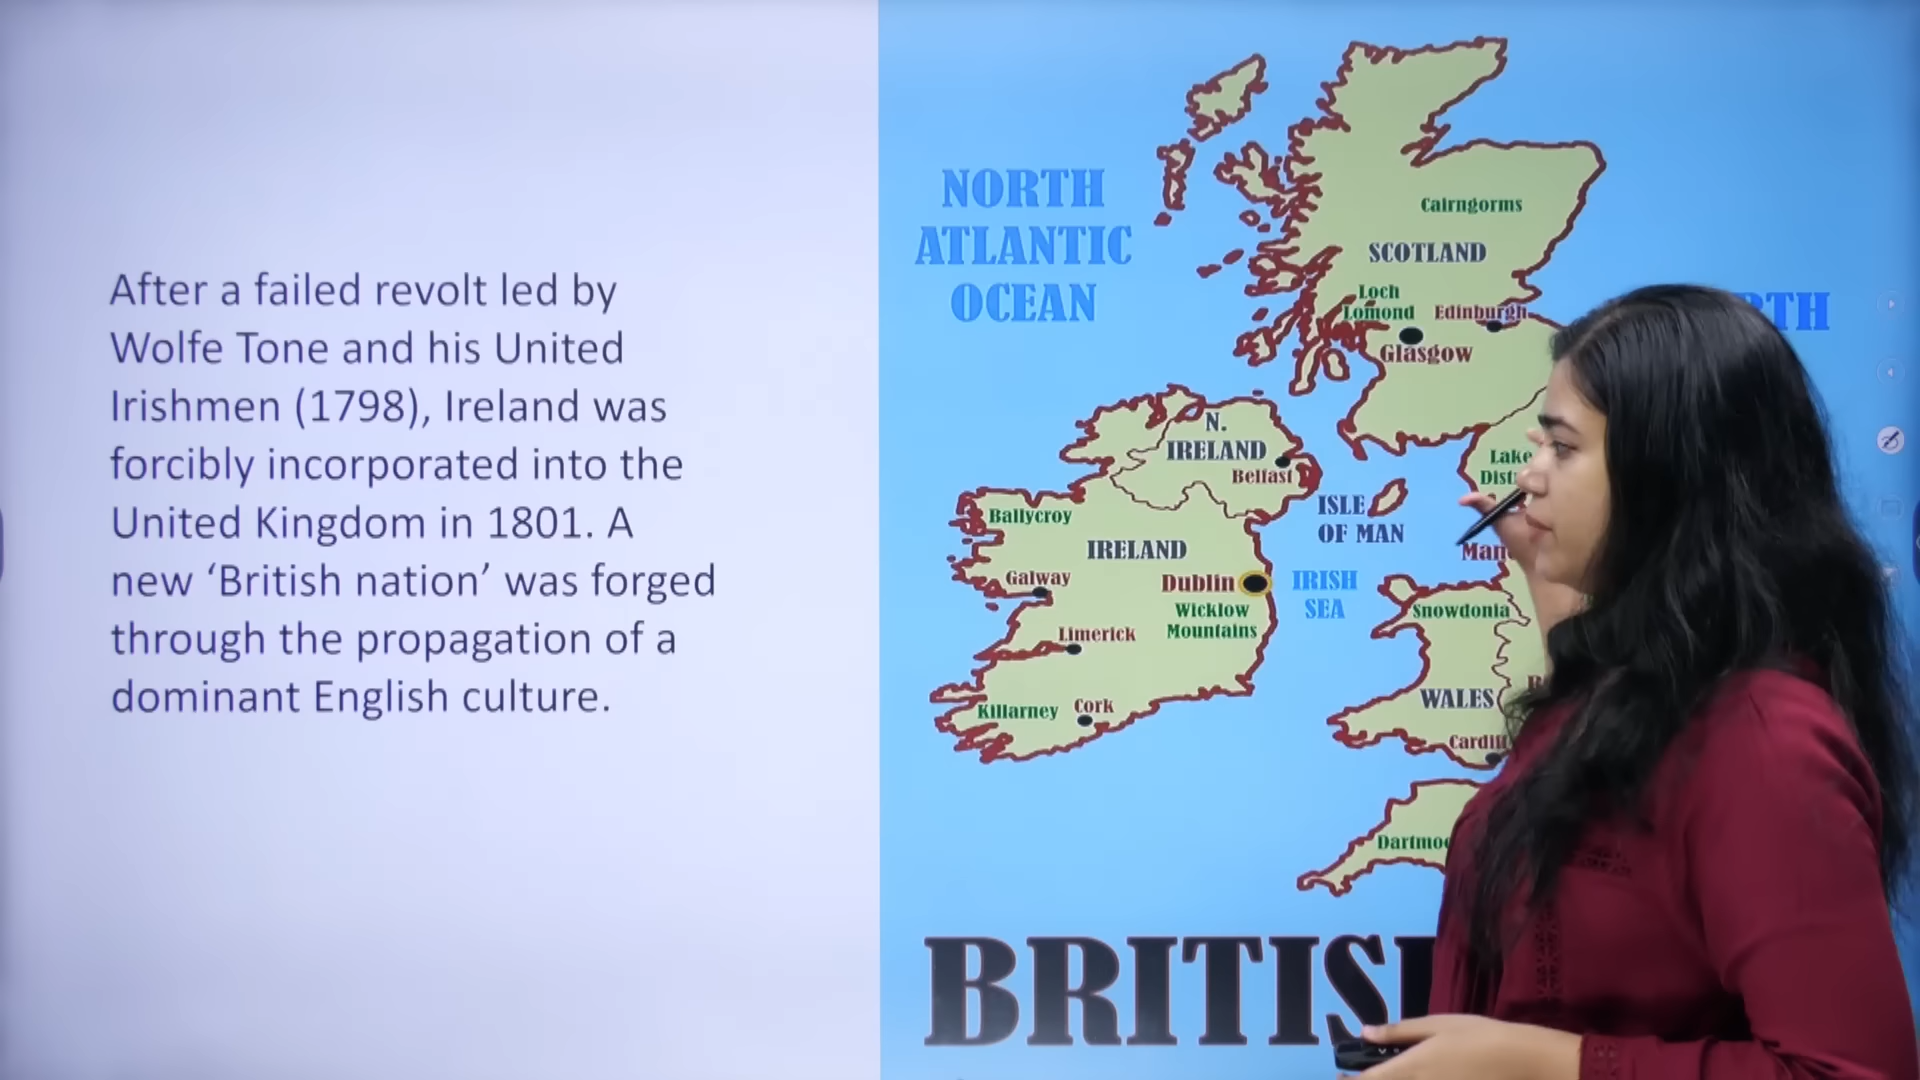 After a failed revolt led by
Wolfe Tone and his United
Irishmen (1798), Ireland was
forcibly incorporated into the
United Kingdom in 1801. A
new ‘British nation’ was forged
through the propagation of a
dominant English culture.
NORTH
ATLANTIC
OCEAN
Cairngorms
SCOTLAND
Loch
Lomond
Edinburgh
Glasgow
N.
IRELAND
Belfast
Lake
ISLE
OF MAN
Ballycroy
IRELAND
Galway
Dublin
IRISH
SEA
Wicklow
Mountains
Snowdonia
Limerick
WALES
Killarney
Cork